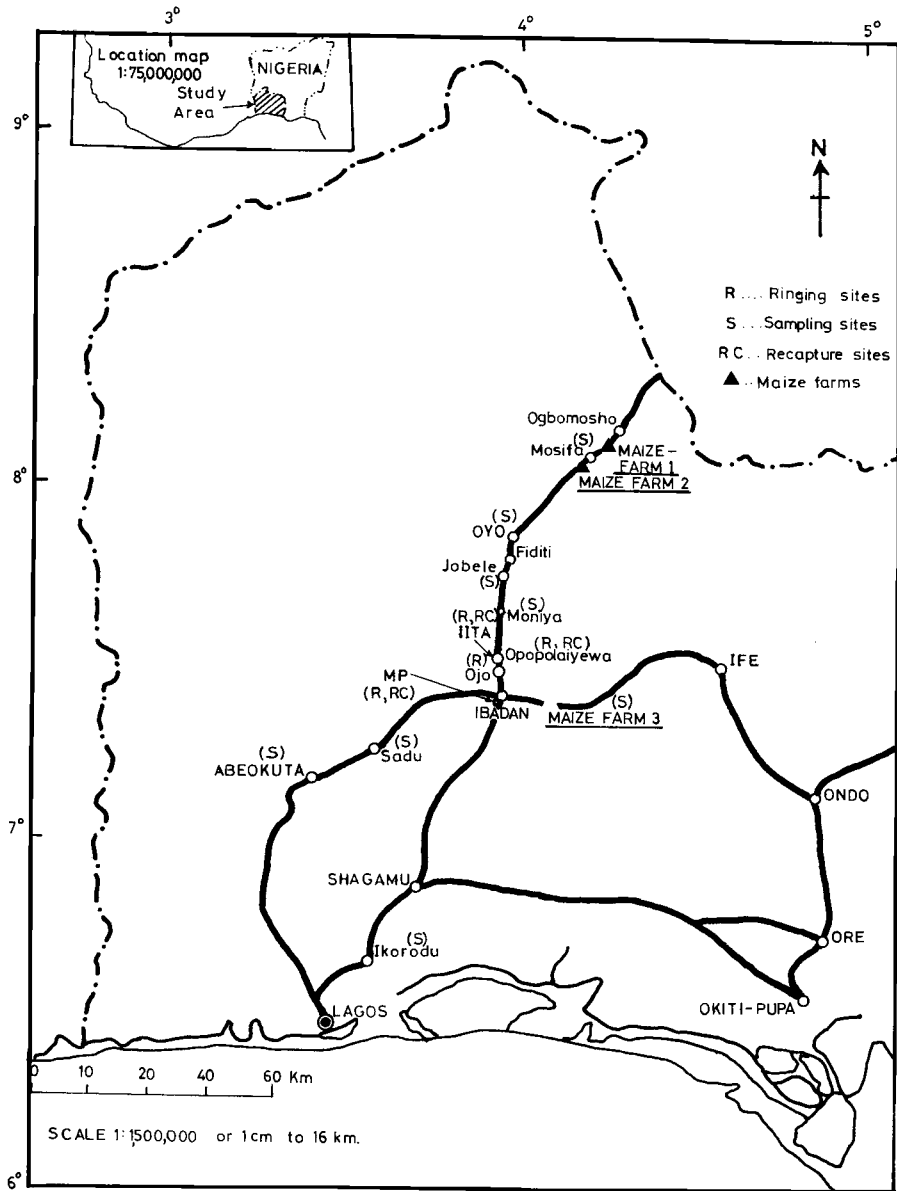 3°
4°
5°
Location map
1:75,000,000
NIGERIA
Study
Area
9°
N
R .... Ringing sites
S ... Sampling sites
RC .. Recapture sites
▲ .. Maize farms
Ogbomosho
(S)
Mosifa
MAIZE-
FARM 1
MAIZE FARM 2
8°
(S)
OYO
Fiditi
Jobele
(S)
(S)
(R,RC)
Moniya
IITA
(R, RC)
Opopolaiyewa
(R)
Ojo
IFE
MP
(R,RC)
IBADAN
(S)
MAIZE FARM 3
(S)
Sadu
(S)
ABEOKUTA
ONDO
7°
SHAGAMU
(S)
Ikorodu
ORE
OKITI-PUPA
LAGOS
0 10 20 40 60 Km
SCALE 1:1,500,000 or 1cm to 16 km.
6°